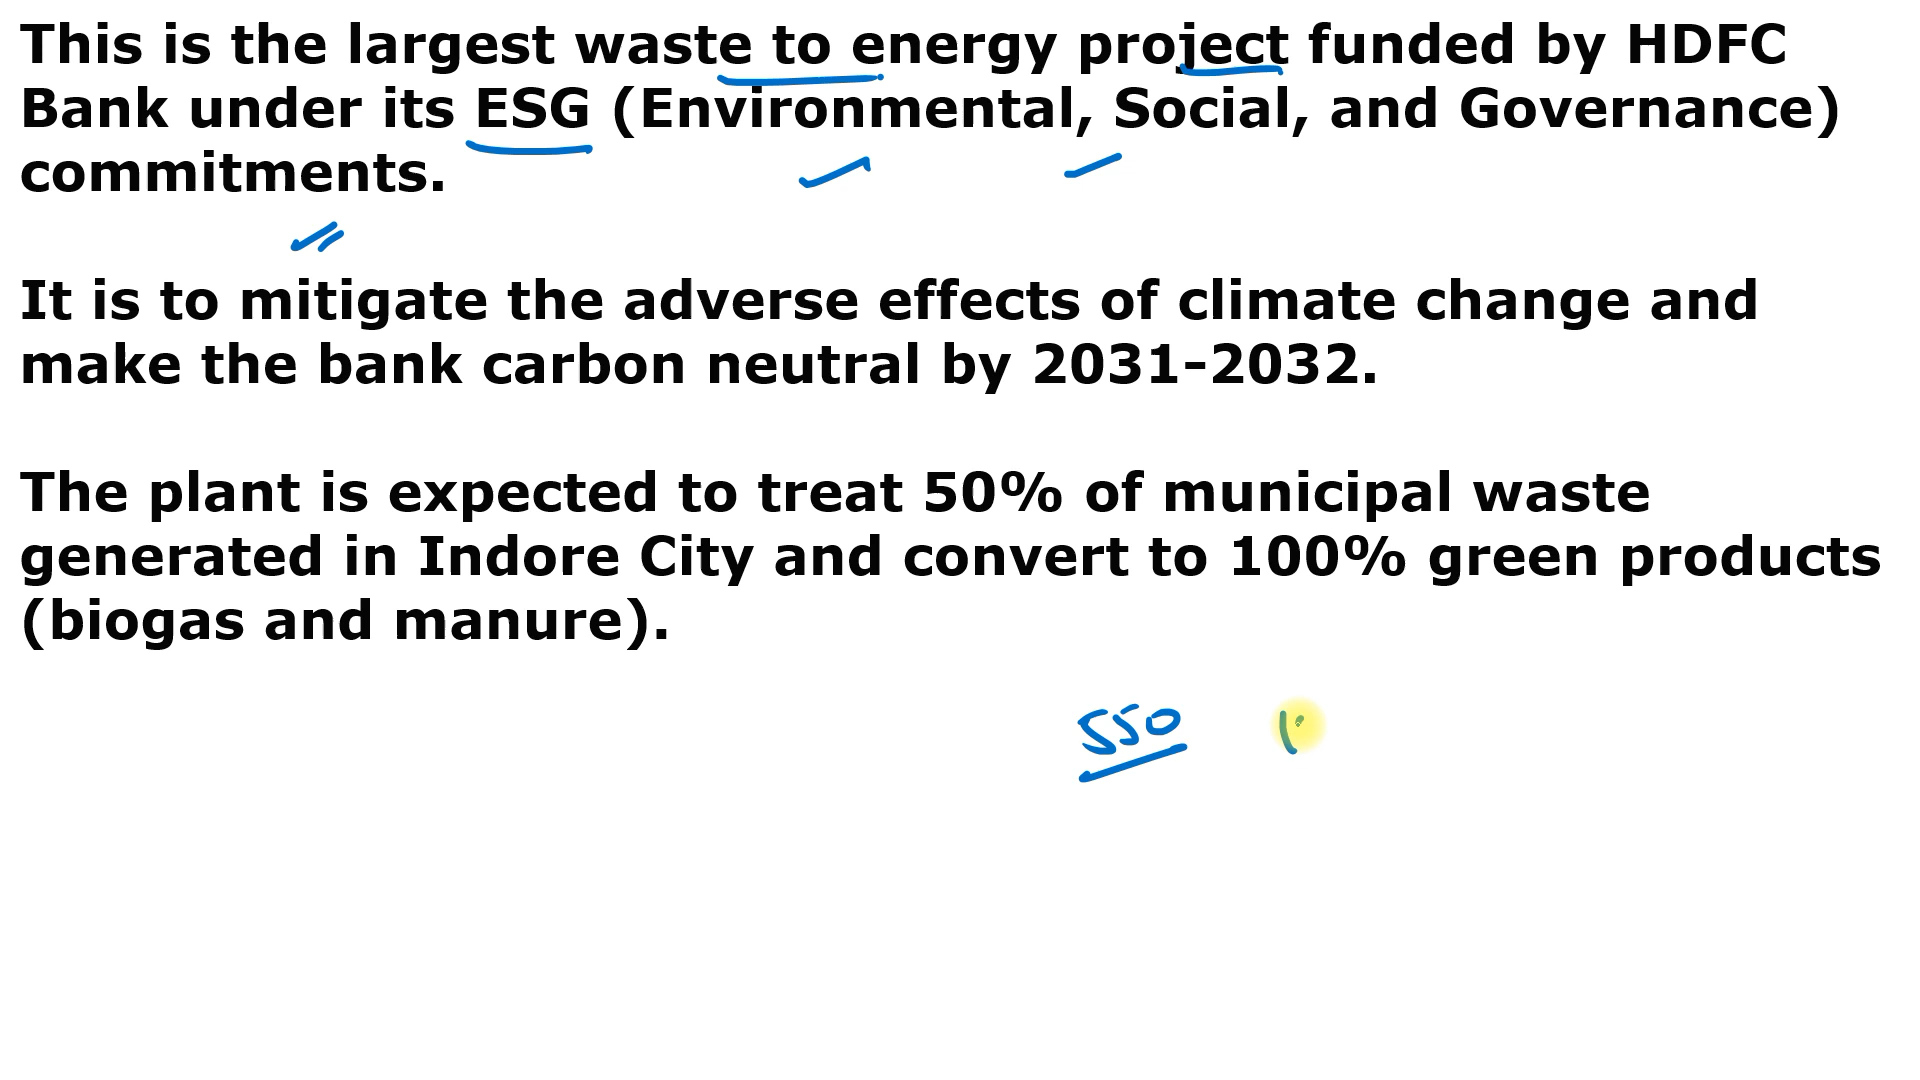 This is the largest waste to energy project funded by HDFC
Bank under its ESG (Environmental, Social, and Governance)
commitments.
It is to mitigate the adverse effects of climate change and
make the bank carbon neutral by 2031–2032.
The plant is expected to treat 50% of municipal waste
generated in Indore City and convert to 100% green products
(biogas and manure).
550